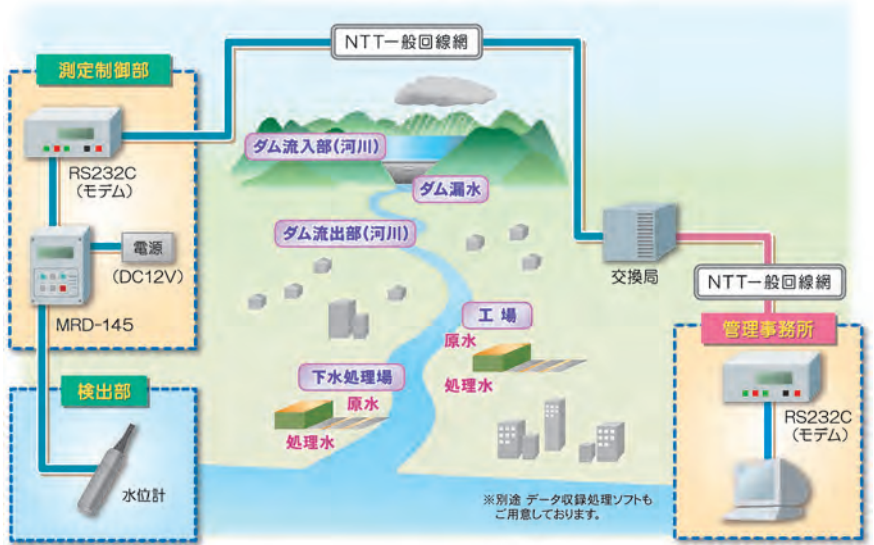 NTT一般回線網
測定制御部
RS232C
(モデム)
電源
(DC12V)
MRD-145
検出部
水位計
ダム流入部(河川)
ダム漏水
ダム流出部(河川)
工場
原水
処理水
下水処理場
原水
処理水
交換局
NTT一般回線網
管理事務所
RS232C
(モデム)
※別途 データ収録処理ソフトも
ご用意しております。